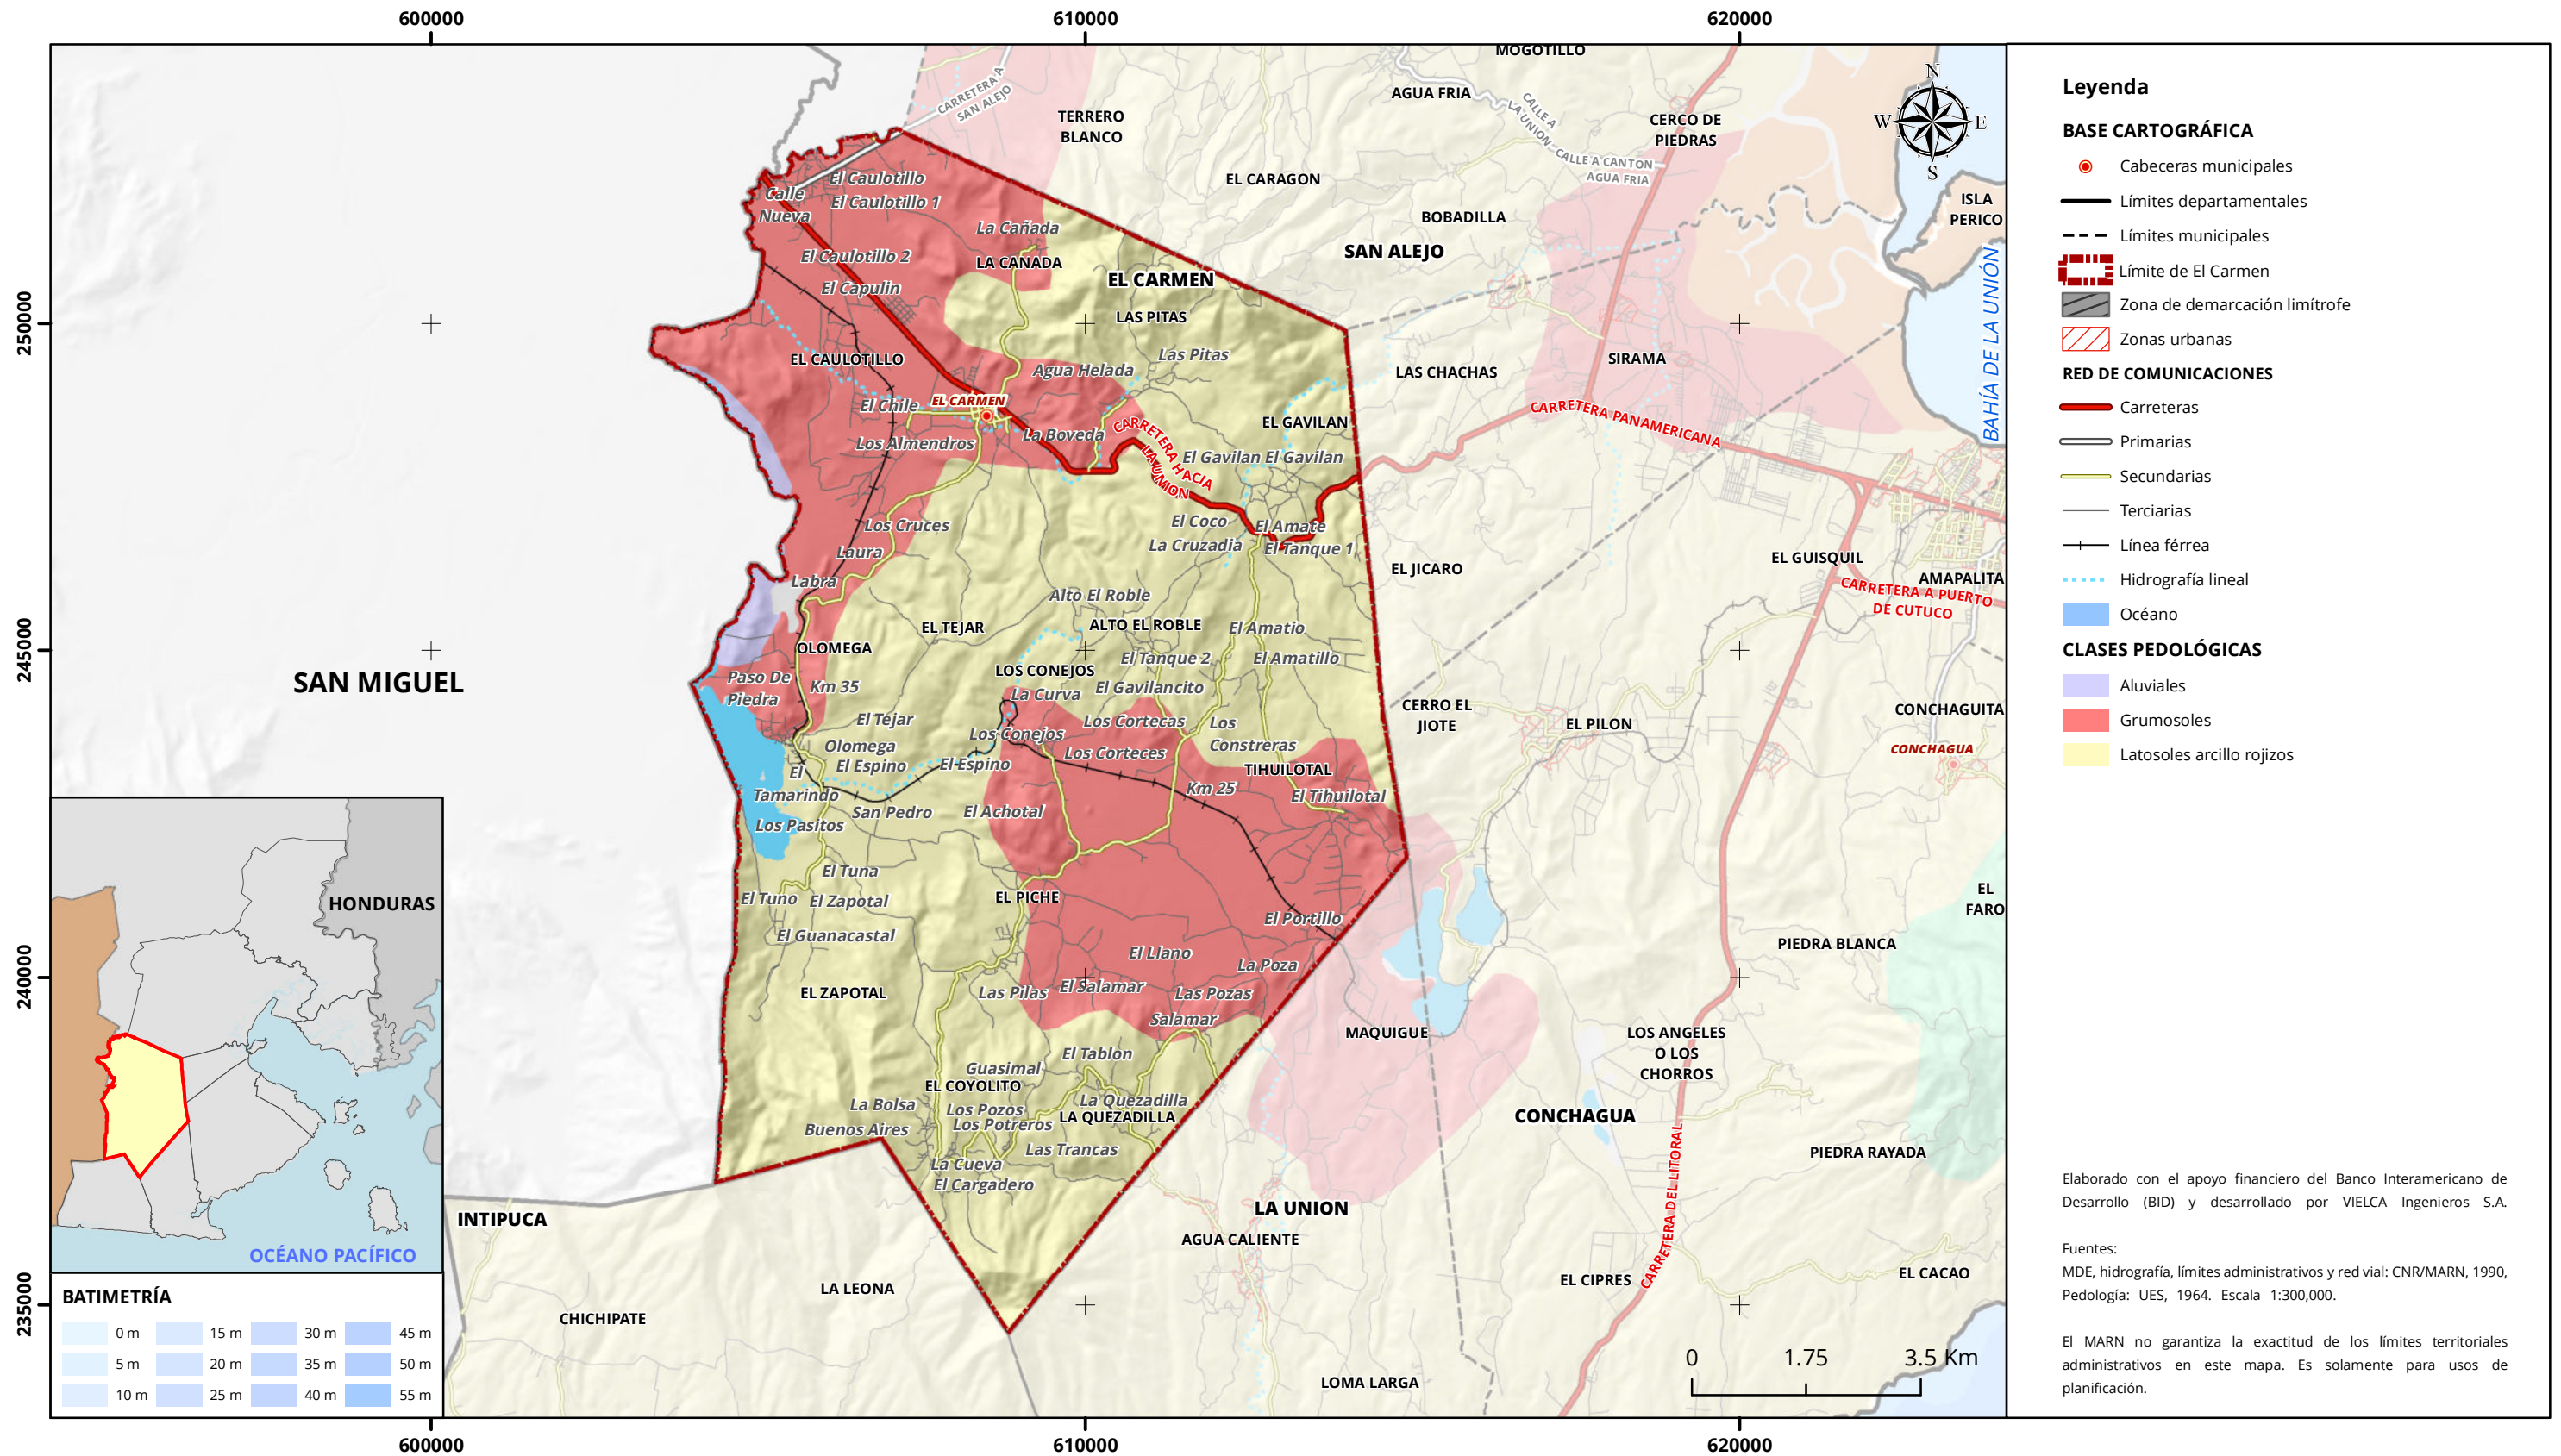 600000
610000
620000
250000
245000
240000
235000
600000
610000
620000
MOGOTILLO
CARRETERA A
SAN ALEJO
TERRERO
BLANCO
AGUA FRIA
CALLE A
LA UNION
CALLE A CANTON
AGUA FRIA
CERCO DE
PIEDRAS
N
W
E
S
EL CARAGON
BOBADILLA
SAN ALEJO
ISLA
PERICO
BAHÍA DE LA UNIÓN
El Caulotillo
Calle
Nueva
El Caulotillo 1
La Cañada
LA CAÑADA
El Caulotillo 2
El Capulin
EL CARMEN
LAS PITAS
Las Pitas
EL CAULOTILLO
Agua Helada
LAS CHACHAS
SIRAMA
El Chile
EL CARMEN
Los Almendros
La Boveda
CARRETERA HACIA
LA UNION
EL GAVILAN
El Gavilan
El Gavilan
CARRETERA PANAMERICANA
Los Cruces
El Coco
El Amate
La Cruzadia
El Tanque 1
Laura
Labra
EL JICARO
EL GUISQUIL
AMAPALITA
CARRETERA A PUERTO
DE CUTUCO
Alto El Roble
EL TEJAR
ALTO EL ROBLE
El Amatio
OLOMEGA
SAN MIGUEL
LOS CONEJOS
El Tanque 2
El Amatillo
Paso De
Piedra
Km 35
La Curva
El Gavilancito
El Tejar
Los Cortecas
Los
Constreras
Los Conejos
Los Corteces
CERRO EL
JIOTE
EL PILON
CONCHAGUITA
CONCHAGUA
Olomega
El Espino
El Espino
El
Tamarindo
TIHUILOTAL
Km 25
El Tihuilotal
San Pedro
El Achotal
Los Pasitos
El Tuna
El Tuno
El Zapotal
EL PICHE
El Portillo
El Guanacastal
El Llano
La Poza
EL
FARO
PIEDRA BLANCA
EL ZAPOTAL
Las Pilas
El Salamar
Las Pozas
Salamar
MAQUIGUE
LOS ANGELES
O LOS
CHORROS
El Tablon
Guasimal
EL COYOLITO
La Bolsa
Los Pozos
La Quezadilla
LA QUEZADILLA
Los Potreros
Buenos Aires
Las Trancas
CONCHAGUA
PIEDRA RAYADA
La Cueva
El Cargadero
INTIPUCA
LA UNION
AGUA CALIENTE
CARRETERA DEL LITORAL
EL CIPRES
EL CACAO
LA LEONA
CHICHIPATE
LOMA LARGA
0
1.75
3.5 Km
HONDURAS
OCÉANO PACÍFICO
BATIMETRÍA
0 m
15 m
30 m
45 m
5 m
20 m
35 m
50 m
10 m
25 m
40 m
55 m
Leyenda
BASE CARTOGRÁFICA
Cabeceras municipales
Límites departamentales
Límites municipales
Límite de El Carmen
Zona de demarcación limítrofe
Zonas urbanas
RED DE COMUNICACIONES
Carreteras
Primarias
Secundarias
Terciarias
Línea férrea
Hidrografía lineal
Océano
CLASES PEDOLÓGICAS
Aluviales
Grumosoles
Latosoles arcillo rojizos
Elaborado con el apoyo financiero del Banco Interamericano de
Desarrollo (BID) y desarrollado por VIELCA Ingenieros S.A.
Fuentes:
MDE, hidrografía, límites administrativos y red vial: CNR/MARN, 1990,
Pedología: UES, 1964. Escala 1:300,000.
El MARN no garantiza la exactitud de los límites territoriales
administrativos en este mapa. Es solamente para usos de
planificación.